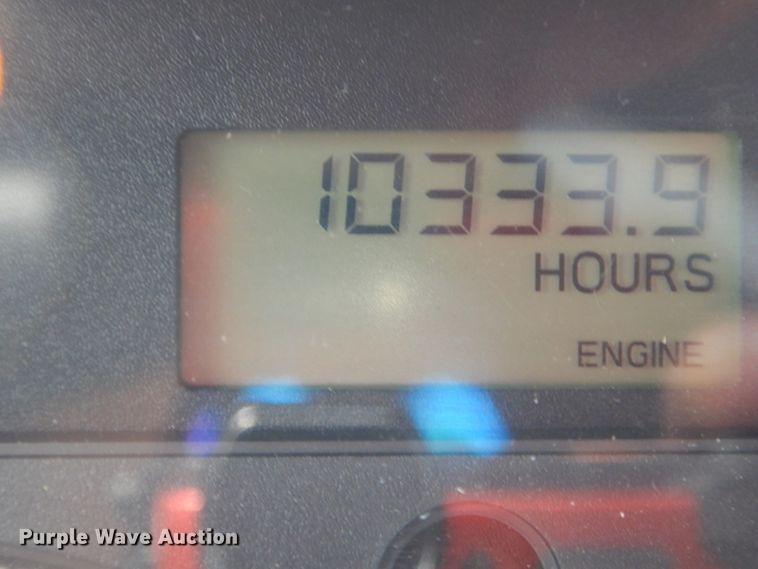 10333.9
HOURS
ENGINE
Purple Wave Auction